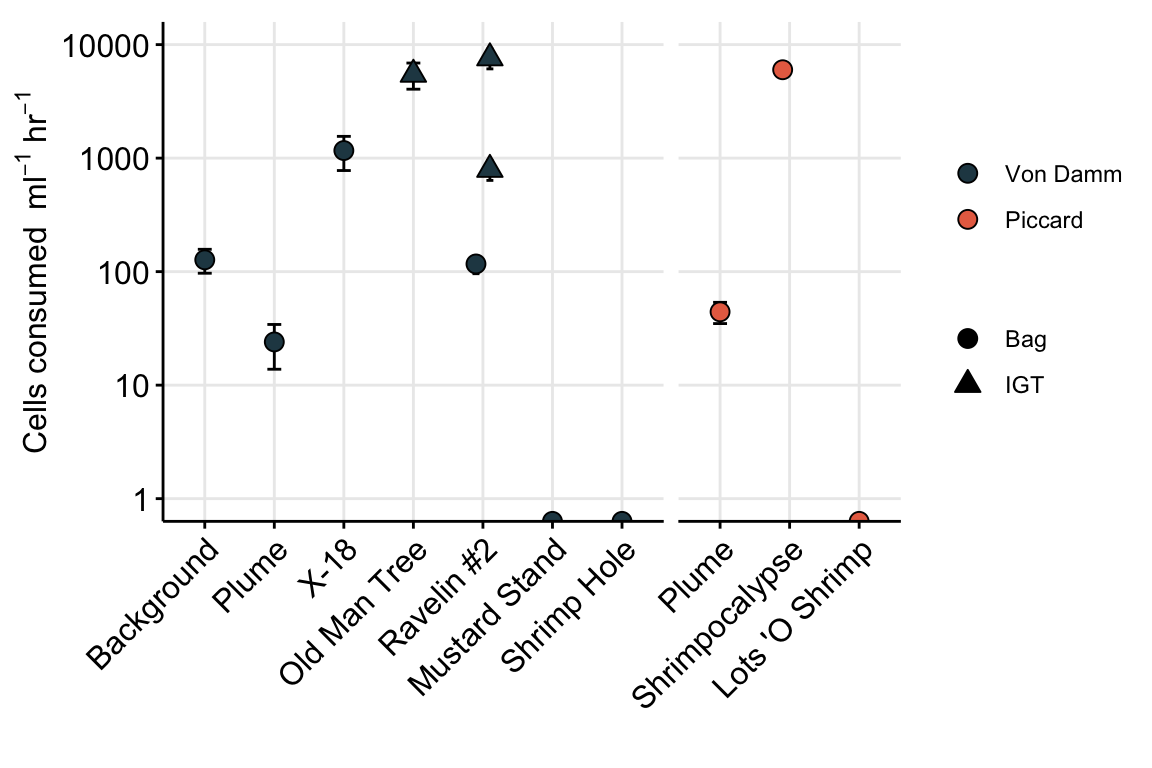 Cells consumed ml⁻¹ hr⁻¹
10000
1000
100
10
1
Background
Plume
X-18
Old Man Tree
Ravelin #2
Mustard Stand
Shrimp Hole
Plume
Shrimpocalypse
Lots 'O Shrimp
Von Damm
Piccard
Bag
IGT